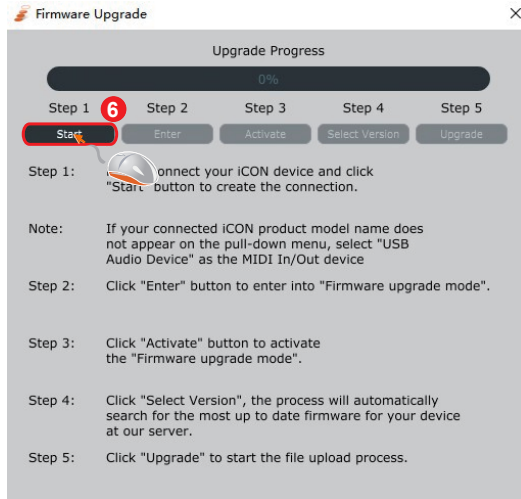 Firmware Upgrade
Upgrade Progress
0%
Step 1 6 Step 2 Step 3 Step 4 Step 5
Start Enter Activate Select Version Upgrade
Step 1: connect your iCON device and click
"Start" button to create the connection.
Note: If your connected iCON product model name does
not appear on the pull-down menu, select "USB
Audio Device" as the MIDI In/Out device
Step 2: Click "Enter" button to enter into "Firmware upgrade mode".
Step 3: Click "Activate" button to activate
the "Firmware upgrade mode".
Step 4: Click "Select Version", the process will automatically
search for the most up to date firmware for your device
at our server.
Step 5: Click "Upgrade" to start the file upload process.